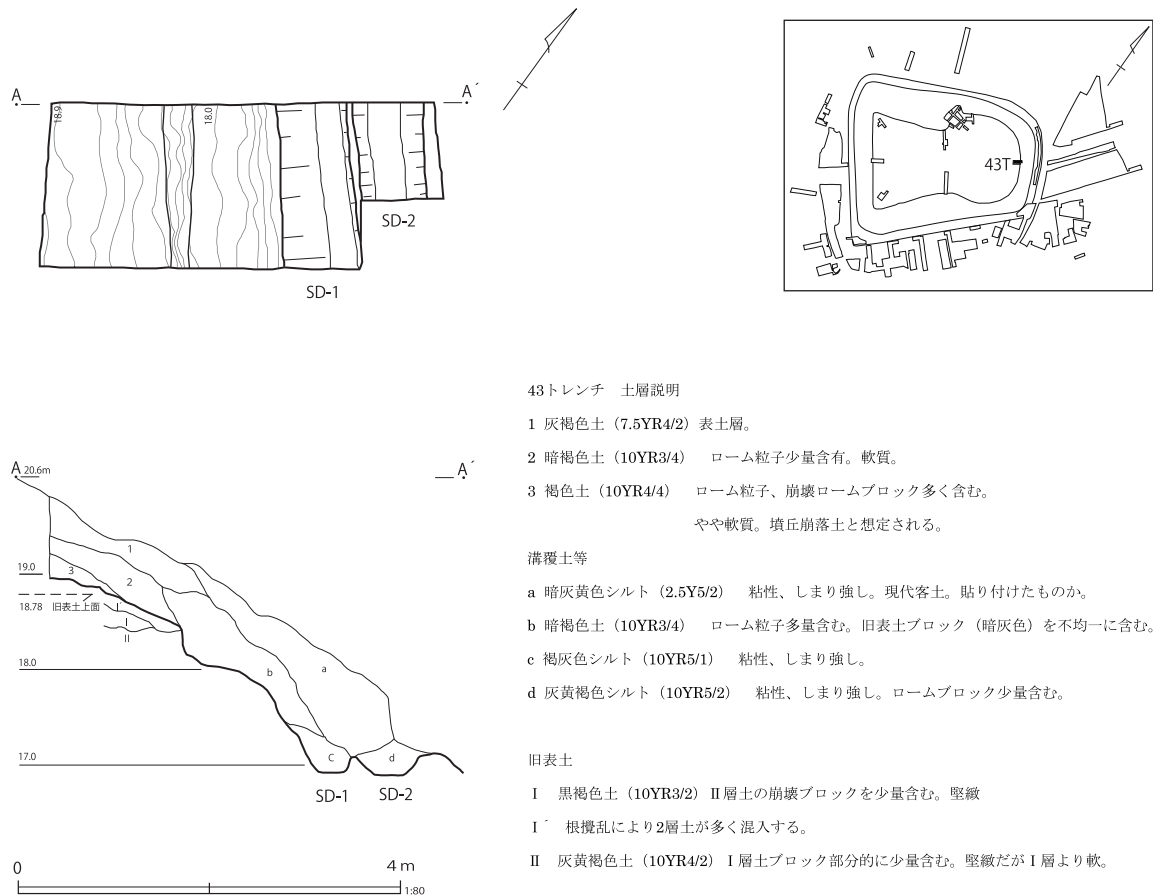 A
A´
18.9
18.0
SD-2
SD-1
43T
43トレンチ　土層説明
1 灰褐色土（7.5YR4/2）表土層。
2 暗褐色土（10YR3/4）　ローム粒子少量含有。軟質。
3 褐色土（10YR4/4）　ローム粒子、崩壊ロームブロック多く含む。
やや軟質。墳丘崩落土と想定される。
溝覆土等
a 暗灰黄色シルト（2.5Y5/2）　粘性、しまり強し。現代客土。貼り付けたものか。
b 暗褐色土（10YR3/4）　ローム粒子多量含む。旧表土ブロック（暗灰色）を不均一に含む。
c 褐灰色シルト（10YR5/1）　粘性、しまり強し。
d 灰黄褐色シルト（10YR5/2）　粘性、しまり強し。ロームブロック少量含む。
旧表土
Ⅰ　黒褐色土（10YR3/2）Ⅱ層土の崩壊ブロックを少量含む。堅緻
Ⅰ´　根攪乱により2層土が多く混入する。
Ⅱ　灰黄褐色土（10YR4/2）Ⅰ層土ブロック部分的に少量含む。堅緻だがⅠ層より軟。
A 20.6m
A´
1
19.0
3
2
18.78 旧表土上面
Ⅰ´
Ⅰ
Ⅱ
18.0
b
a
17.0
C
d
SD-1
SD-2
0
4 m
1:80